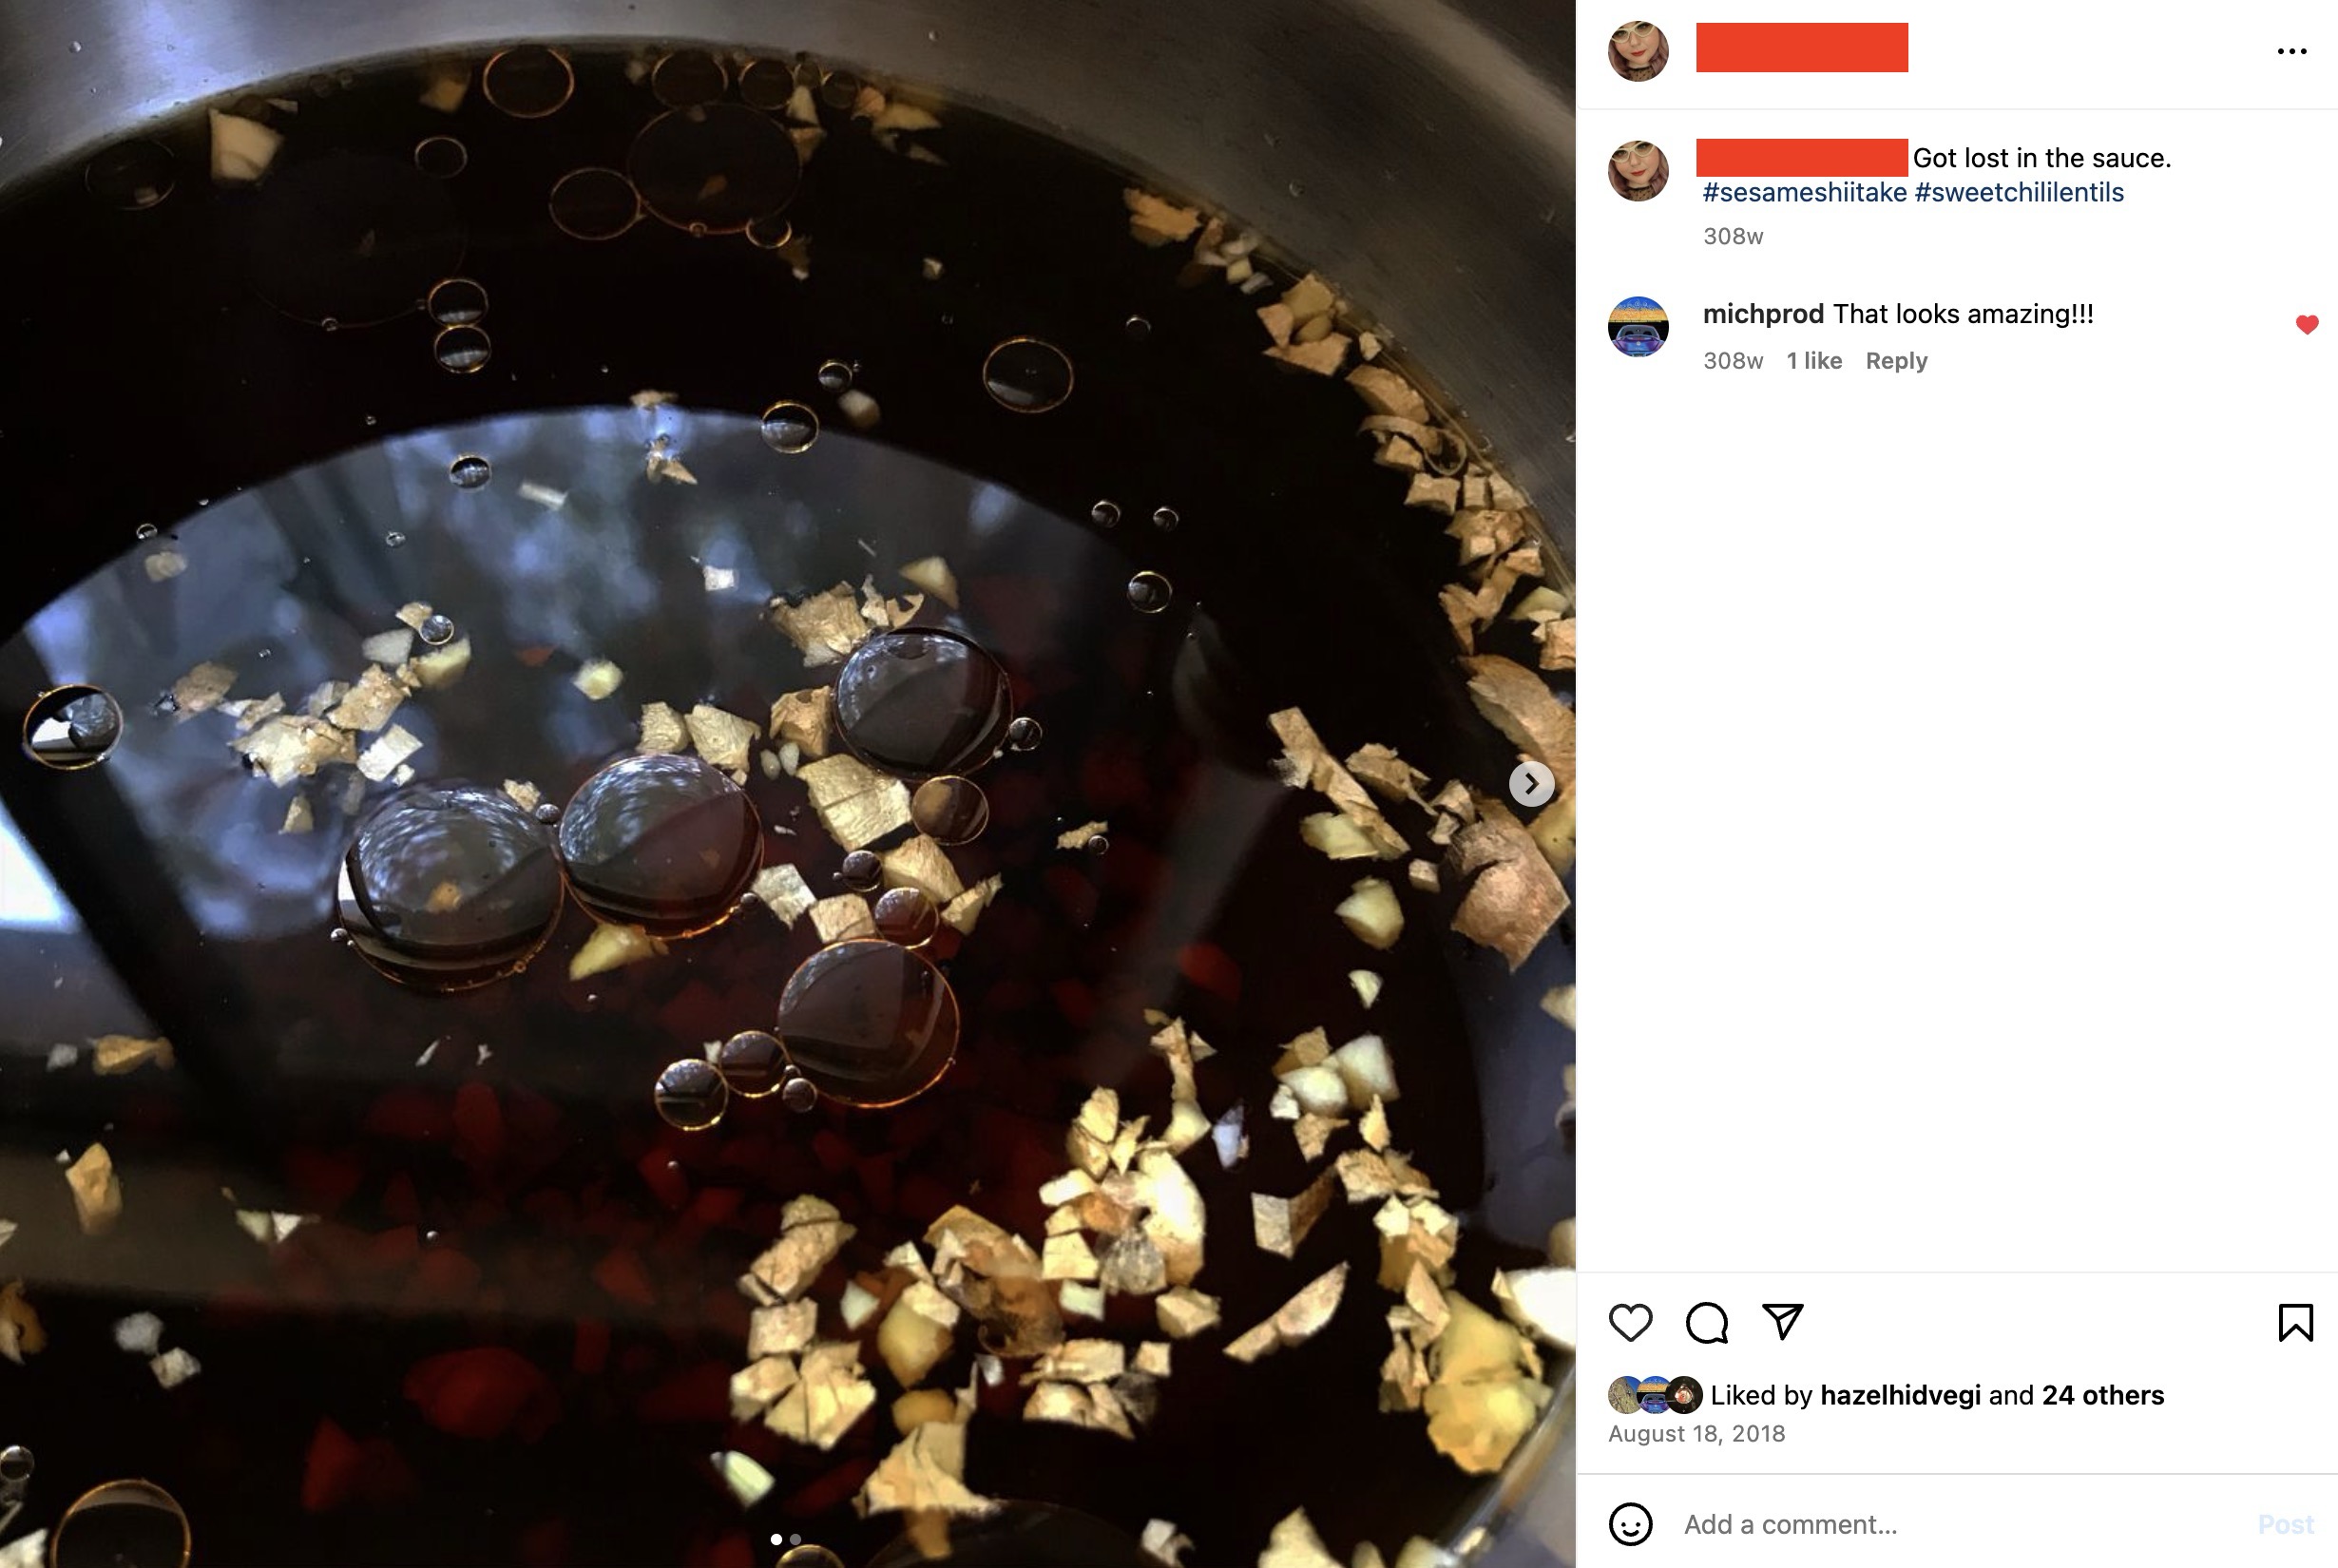 Got lost in the sauce.
#sesameshiitake #sweetchililentils
308w
michprod That looks amazing!!!
308w 1 like Reply
Liked by hazelhidvegi and 24 others
August 18, 2018
Add a comment...
Post